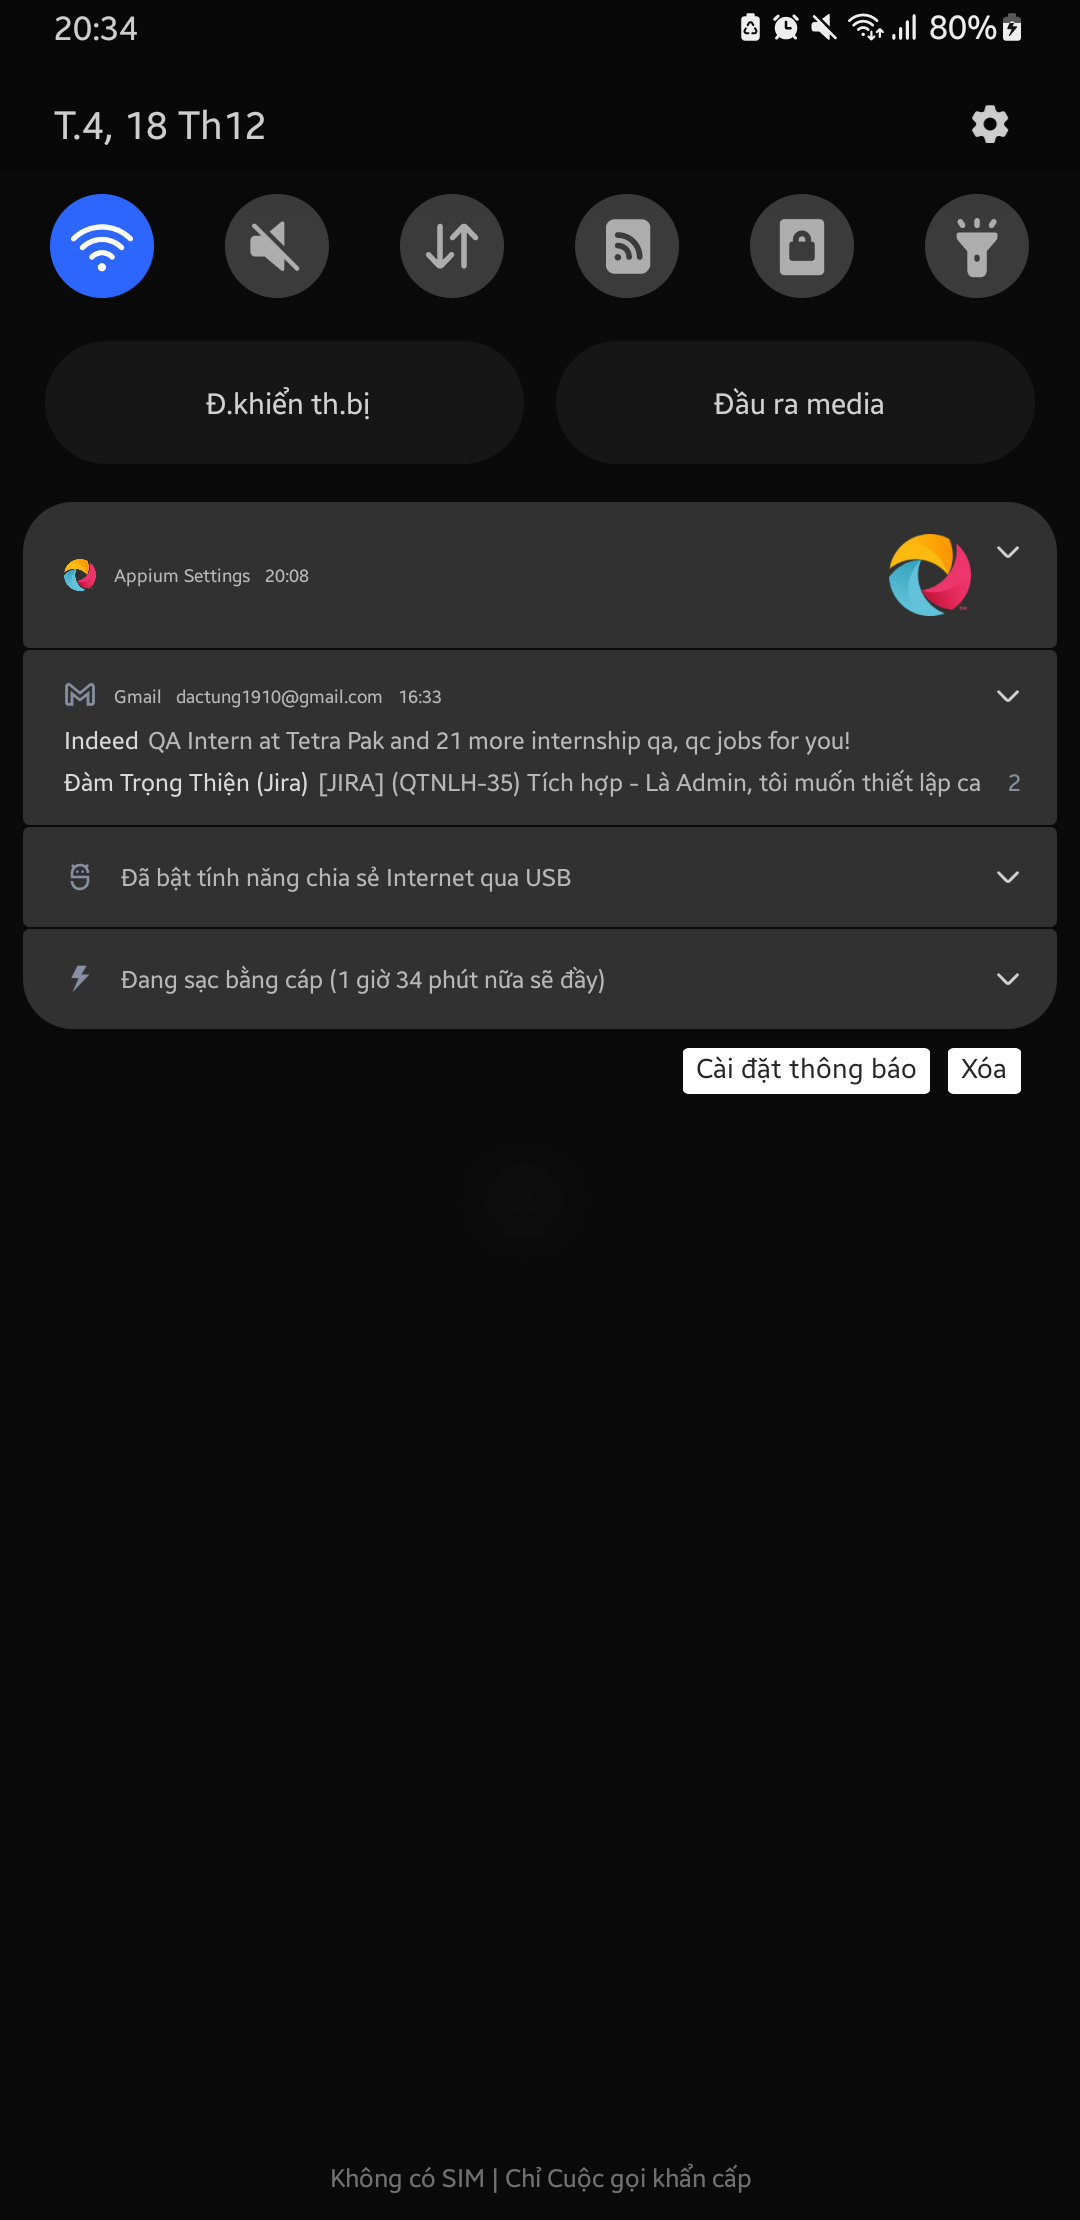 20:34
80%
T.4, 18 Th12
Đ.khiển th.bị
Đầu ra media
Appium Settings 20:08
Gmail dactung1910@gmail.com 16:33
Indeed QA Intern at Tetra Pak and 21 more internship qa, qc jobs for you!
Đàm Trọng Thiện (Jira) [JIRA] (QTNLH-35) Tích hợp - Là Admin, tôi muốn thiết lập ca 2
Đã bật tính năng chia sẻ Internet qua USB
Đang sạc bằng cáp (1 giờ 34 phút nữa sẽ đầy)
Cài đặt thông báo
Xóa
Không có SIM | Chỉ Cuộc gọi khẩn cấp